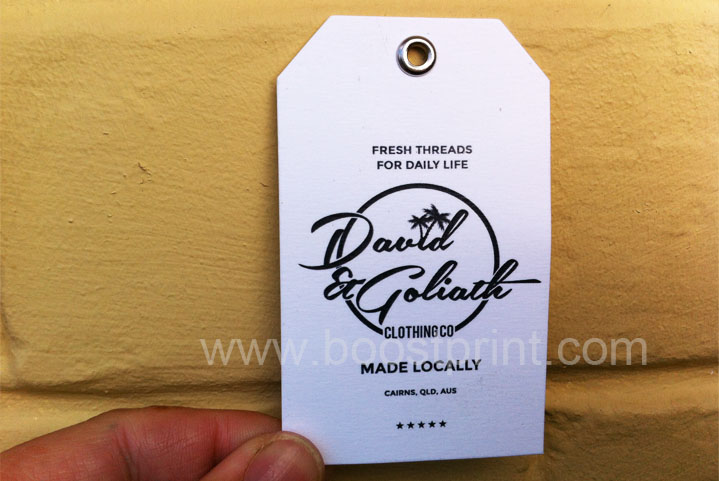 FRESH THREADS
FOR DAILY LIFE
David
& Goliath
CLOTHING CO
www.boostprint.com
MADE LOCALLY
CAIRNS, QLD, AUS